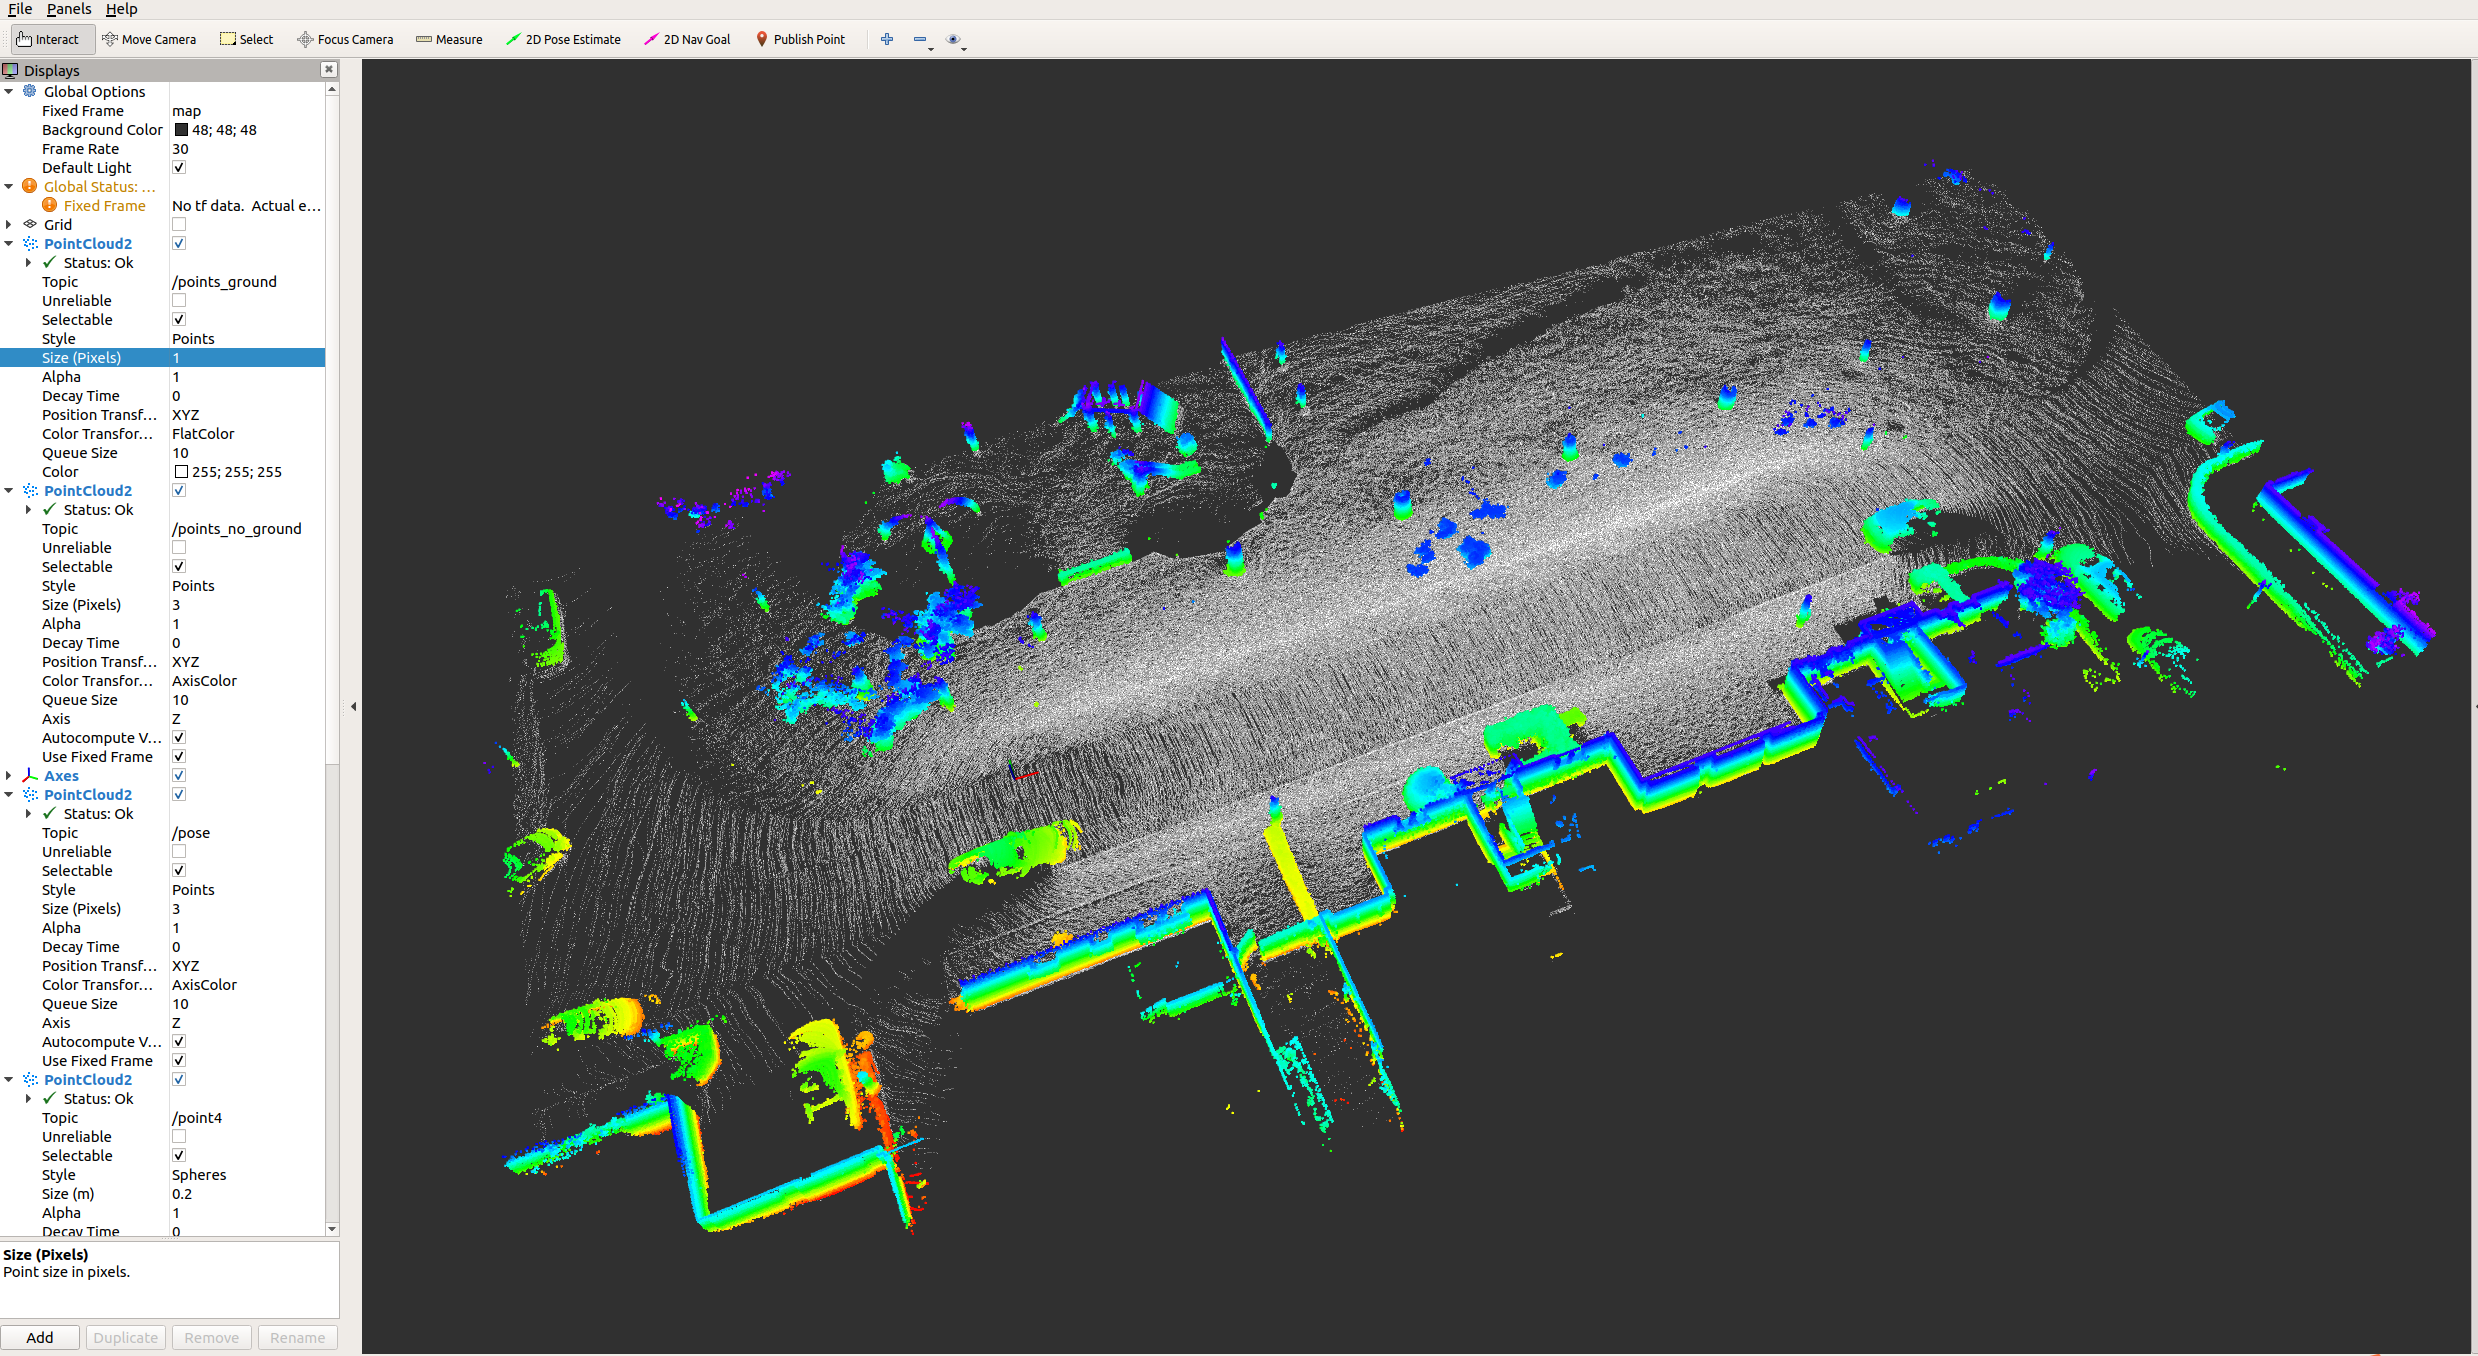 File Panels Help
Interact Move Camera Select Focus Camera Measure 2D Pose Estimate 2D Nav Goal Publish Point
Displays
Global Options
Fixed Frame map
Background Color 48; 48; 48
Frame Rate 30
Default Light
Global Status: ...
Fixed Frame No tf data. Actual e...
Grid
PointCloud2
Status: Ok
Topic /points_ground
Unreliable
Selectable
Style Points
Size (Pixels) 1
Alpha 1
Decay Time 0
Position Transf... XYZ
Color Transfor... FlatColor
Queue Size 10
Color 255; 255; 255
PointCloud2
Status: Ok
Topic /points_no_ground
Unreliable
Selectable
Style Points
Size (Pixels) 3
Alpha 1
Decay Time 0
Position Transf... XYZ
Color Transfor... AxisColor
Queue Size 10
Axis Z
Autocompute V...
Use Fixed Frame
Axes
PointCloud2
Status: Ok
Topic /pose
Unreliable
Selectable
Style Points
Size (Pixels) 3
Alpha 1
Decay Time 0
Position Transf... XYZ
Color Transfor... AxisColor
Queue Size 10
Axis Z
Autocompute V...
Use Fixed Frame
PointCloud2
Status: Ok
Topic /point4
Unreliable
Selectable
Style Spheres
Size (m) 0.2
Alpha 1
Decay Time 0
Size (Pixels)
Point size in pixels.
Add Duplicate Remove Rename